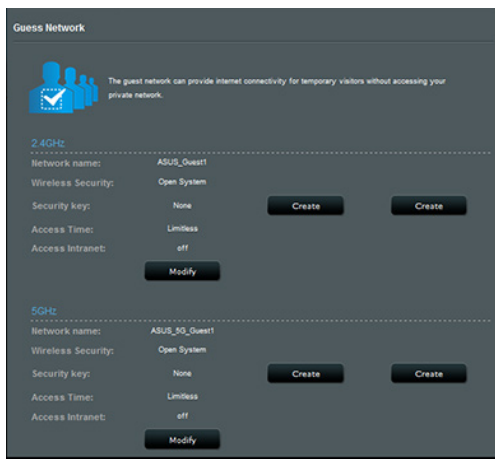 Guess Network
The guest network can provide internet connectivity for temporary visitors without accessing your
private network.
2.4GHz
Network name: ASUS_Guest1
Wireless Security: Open System
Security key: None Create Create
Access Time: Limitless
Access Intranet: off
Modify
5GHz
Network name: ASUS_5G_Guest1
Wireless Security: Open System
Security key: None Create Create
Access Time: Limitless
Access Intranet: off
Modify